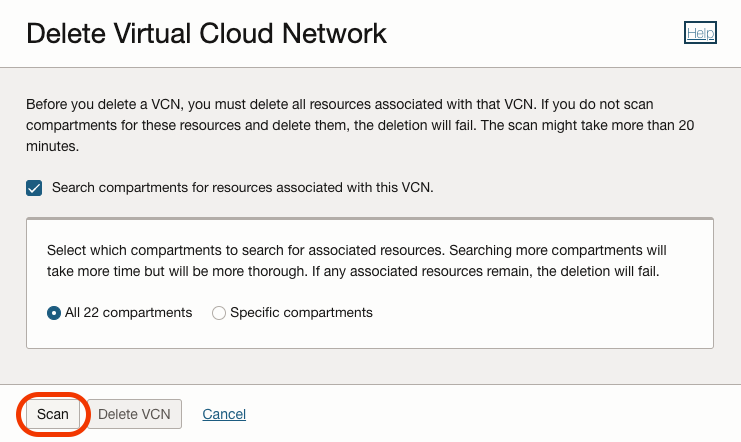 Delete Virtual Cloud Network
Help
Before you delete a VCN, you must delete all resources associated with that VCN. If you do not scan
compartments for these resources and delete them, the deletion will fail. The scan might take more than 20
minutes.
Search compartments for resources associated with this VCN.
Select which compartments to search for associated resources. Searching more compartments will
take more time but will be more thorough. If any associated resources remain, the deletion will fail.
All 22 compartments Specific compartments
Scan Delete VCN Cancel